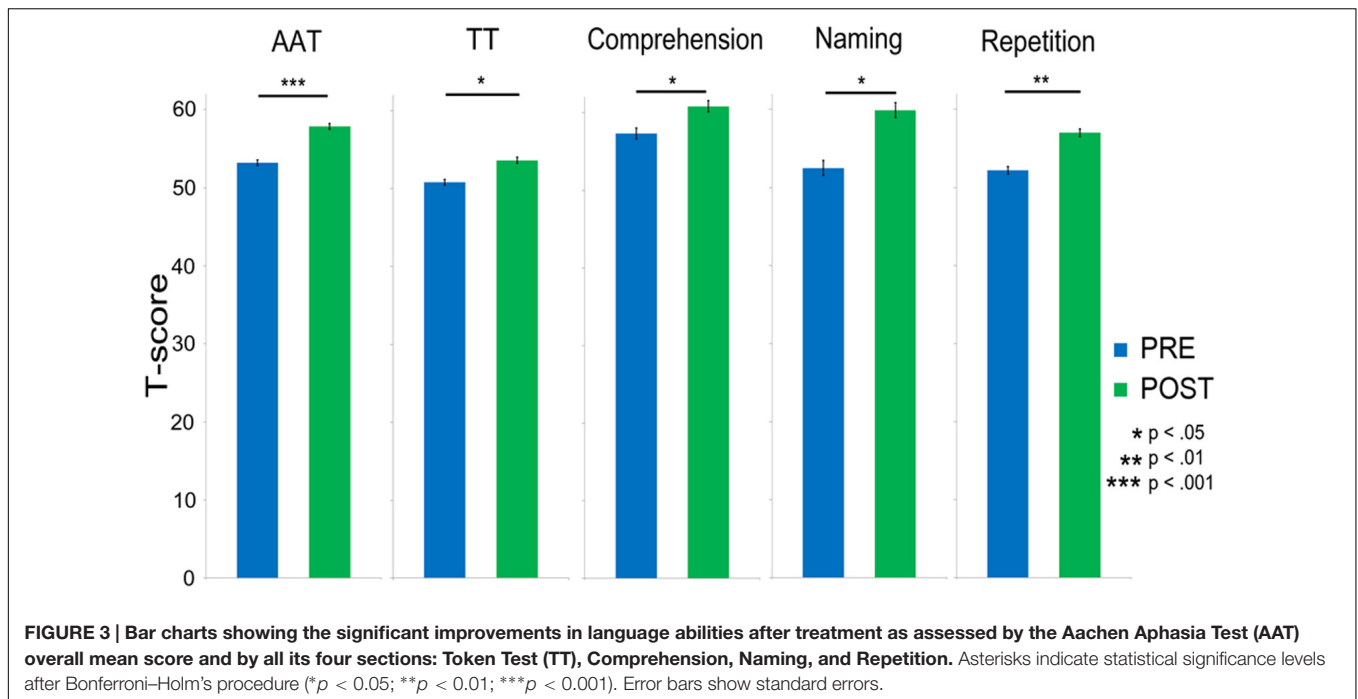 AAT TT Comprehension Naming Repetition
*** * * * **
60
50
40
30
20
10
0
T-score
PRE
POST
* p < .05
** p < .01
*** p < .001
FIGURE 3 | Bar charts showing the significant improvements in language abilities after treatment as assessed by the Aachen Aphasia Test (AAT)
overall mean score and by all its four sections: Token Test (TT), Comprehension, Naming, and Repetition. Asterisks indicate statistical significance levels
after Bonferroni–Holm's procedure (*p < 0.05; **p < 0.01; ***p < 0.001). Error bars show standard errors.